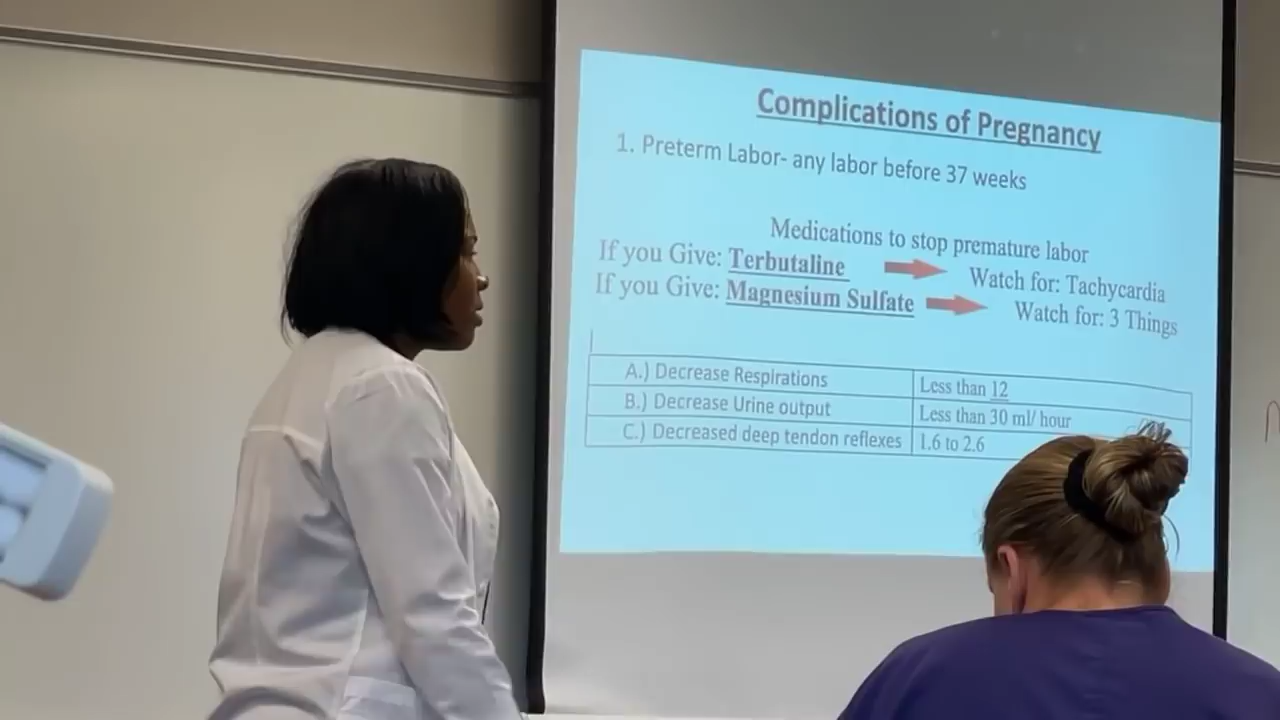 Complications of Pregnancy
1. Preterm Labor- any labor before 37 weeks
Medications to stop premature labor
If you Give: Terbutaline Watch for: Tachycardia
If you Give: Magnesium Sulfate Watch for: 3 Things
A.) Decrease Respirations Less than 12
B.) Decrease Urine output Less than 30 ml/ hour
C.) Decreased deep tendon reflexes 1.6 to 2.6